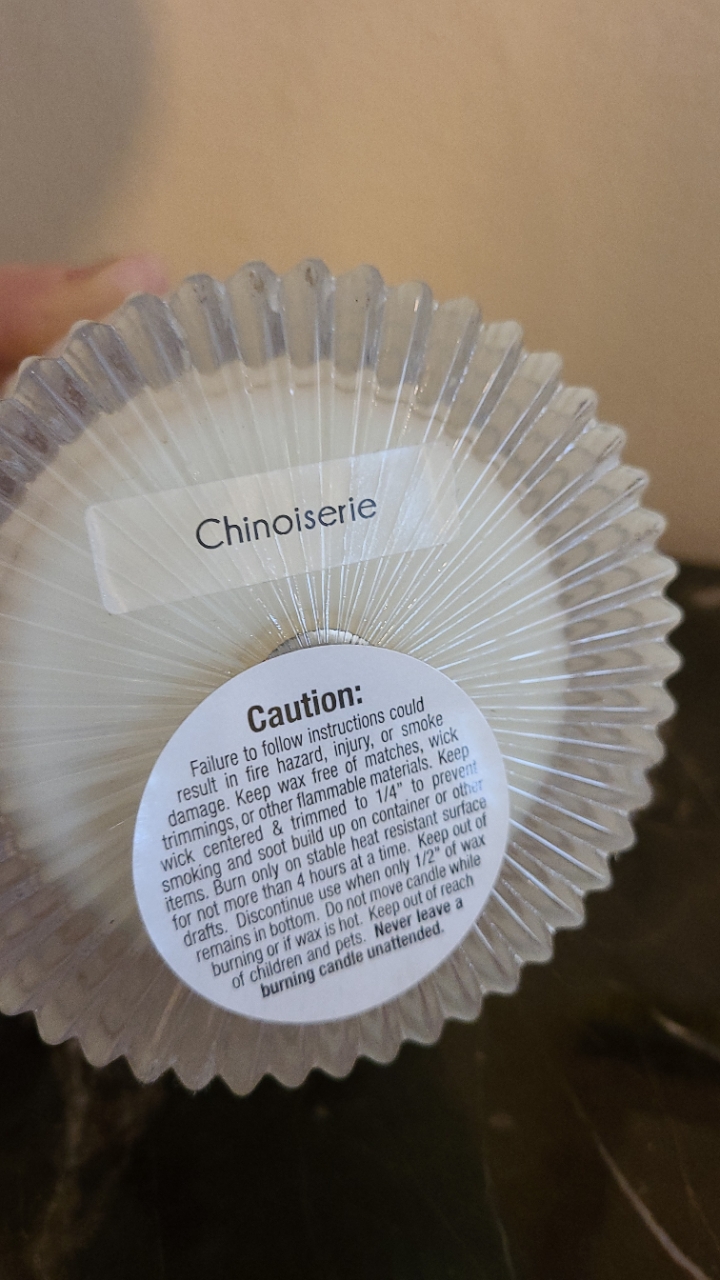 Chinoiserie
Caution:
Failure to follow instructions could
result in fire hazard, injury, or smoke
damage. Keep wax free of matches, wick
trimmings, or other flammable materials. Keep
wick centered & trimmed to 1/4" to prevent
smoking and soot build up on container or other
items. Burn only on stable heat resistant surface
for not more than 4 hours at a time. Keep out of
drafts. Discontinue use when only 1/2" of wax
remains in bottom. Do not move candle while
burning or if wax is hot. Keep out of reach
of children and pets. Never leave a
burning candle unattended.